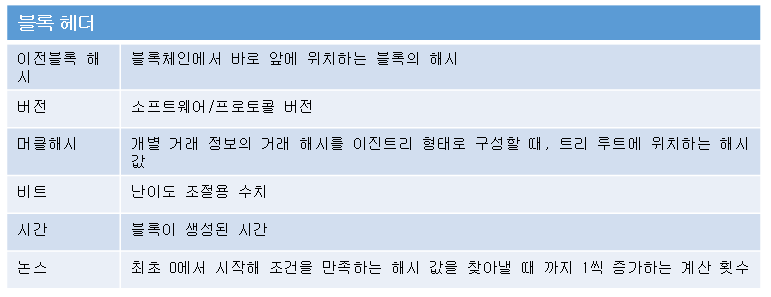 블록 헤더
이전블록 해
시
블록체인에서 바로 앞에 위치하는 블록의 해시
버전
소프트웨어/프로토콜 버전
머클해시
개별 거래 정보의 거래 해시를 이진트리 형태로 구성할 때, 트리 루트에 위치하는 해시
값
비트
난이도 조절용 수치
시간
블록이 생성된 시간
논스
최초 0에서 시작해 조건을 만족하는 해시 값을 찾아낼 때 까지 1씩 증가하는 계산 횟수